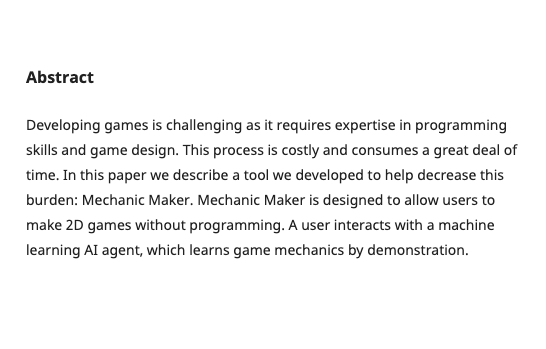 Abstract
Developing games is challenging as it requires expertise in programming
skills and game design. This process is costly and consumes a great deal of
time. In this paper we describe a tool we developed to help decrease this
burden: Mechanic Maker. Mechanic Maker is designed to allow users to
make 2D games without programming. A user interacts with a machine
learning AI agent, which learns game mechanics by demonstration.